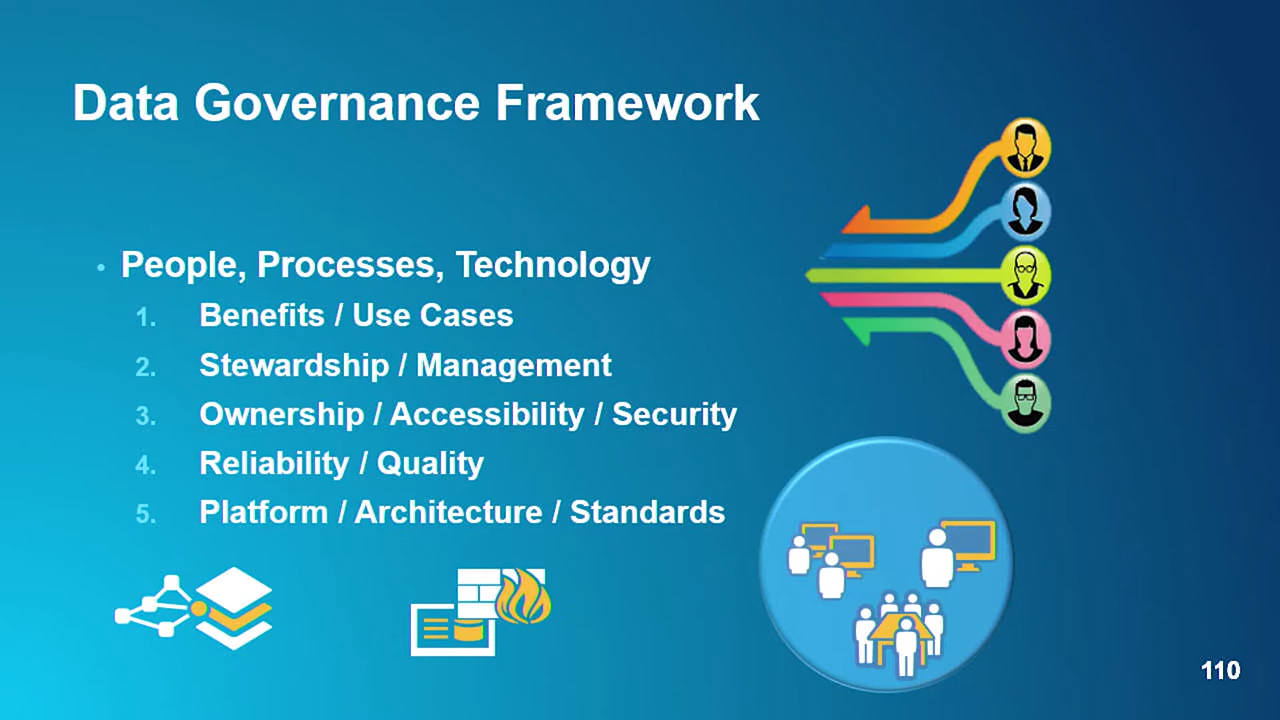 Data Governance Framework
• People, Processes, Technology
1. Benefits / Use Cases
2. Stewardship / Management
3. Ownership / Accessibility / Security
4. Reliability / Quality
5. Platform / Architecture / Standards
110